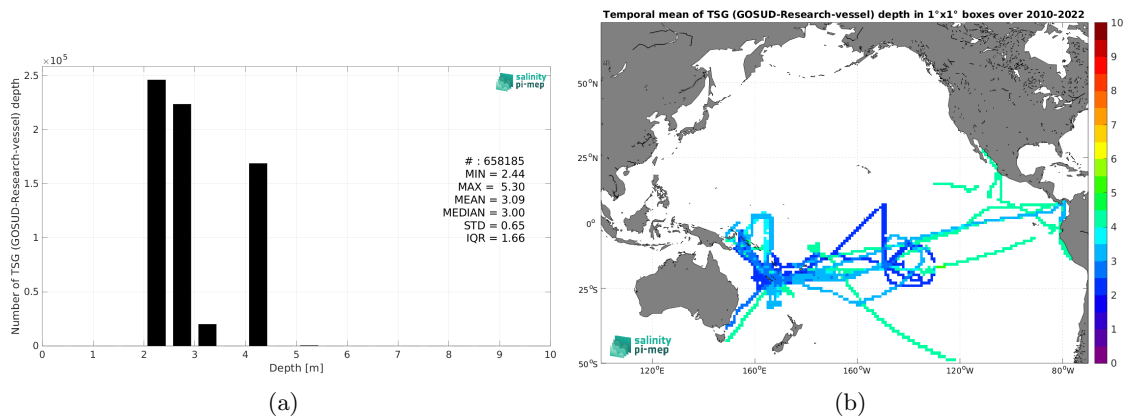 ×10⁵
2.5
2
1.5
1
0.5
0
0 1 2 3 4 5 6 7 8 9 10
Number of TSG (GOSUD-Research-vessel) depth
Depth [m]
salinity
pi-mep
# : 658185
MIN = 2.44
MAX = 5.30
MEAN = 3.09
MEDIAN = 3.00
STD = 0.65
IQR = 1.66
(a)
Temporal mean of TSG (GOSUD-Research-vessel) depth in 1°x1° boxes over 2010-2022
50°N
25°N
0°
25°S
50°S
120°E 160°E 160°W 120°W 80°W
salinity
pi-mep
10
9
8
7
6
5
4
3
2
1
0
(b)